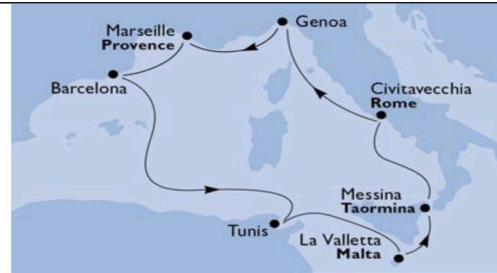 Genoa
Marseille
Provence
Barcelona
Civitavecchia
Rome
Messina
Taormina
Tunis
La Valletta
Malta